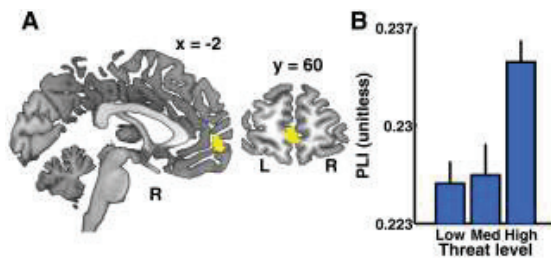 A
x = -2
y = 60
L
R
R
B
0.237
0.23
0.223
PLI (unitless)
Low Med High
Threat level